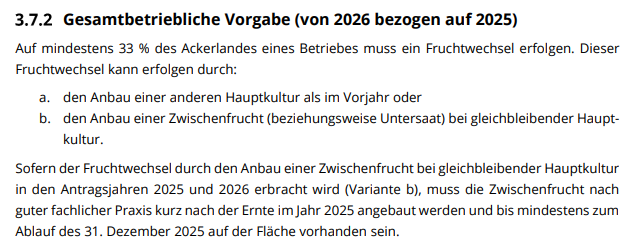 3.7.2 Gesamtbetriebliche Vorgabe (von 2026 bezogen auf 2025)
Auf mindestens 33 % des Ackerlandes eines Betriebes muss ein Fruchtwechsel erfolgen. Dieser
Fruchtwechsel kann erfolgen durch:
a. den Anbau einer anderen Hauptkultur als im Vorjahr oder
b. den Anbau einer Zwischenfrucht (beziehungsweise Untersaat) bei gleichbleibender Haupt-
kultur.
Sofern der Fruchtwechsel durch den Anbau einer Zwischenfrucht bei gleichbleibender Hauptkultur
in den Antragsjahren 2025 und 2026 erbracht wird (Variante b), muss die Zwischenfrucht nach
guter fachlicher Praxis kurz nach der Ernte im Jahr 2025 angebaut werden und bis mindestens zum
Ablauf des 31. Dezember 2025 auf der Fläche vorhanden sein.